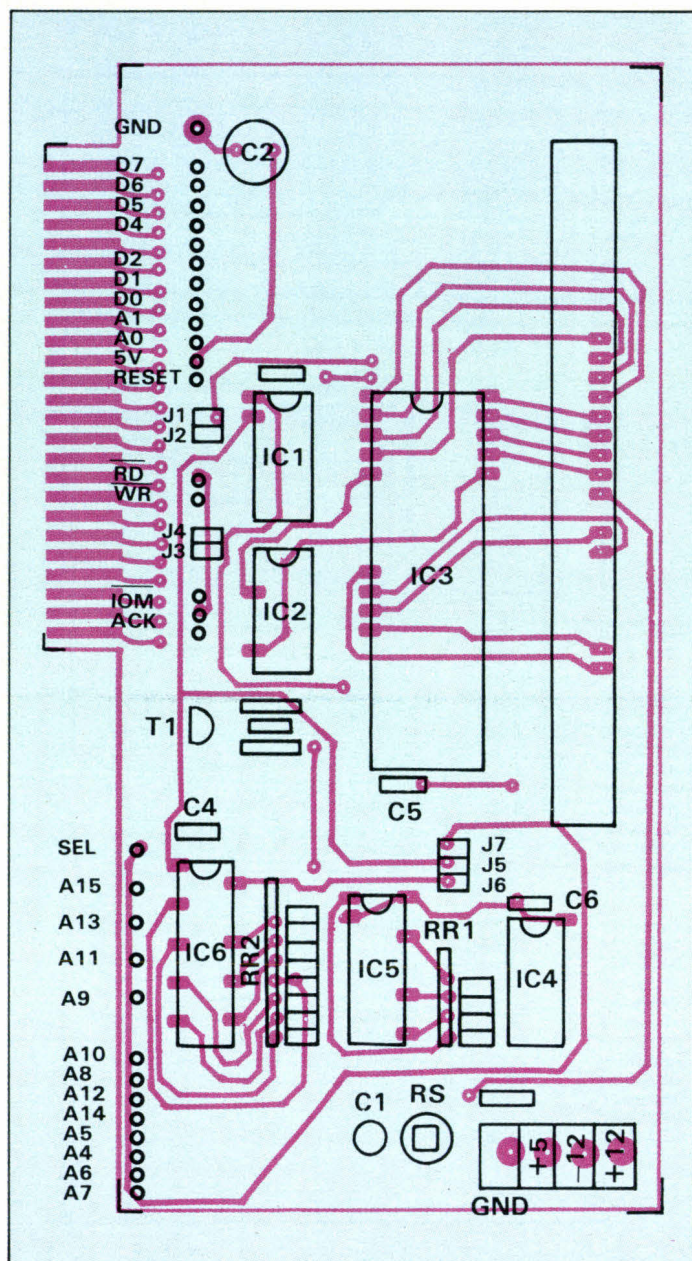 GND
C2
D7
D6
D5
D4
D2
D1
D0
A1
A0
5V
RESET
J1
J2
IC1
RD
WR
J4
J3
IC2
IC3
IOM
ACK
T1
C5
C4
SEL
J7
J5
J6
A15
C6
A13
RR2
RR1
IC6
IC5
IC4
A11
A9
A10
A8
A12
A14
A5
A4
A6
A7
C1
RS
+5
−12
+12
GND